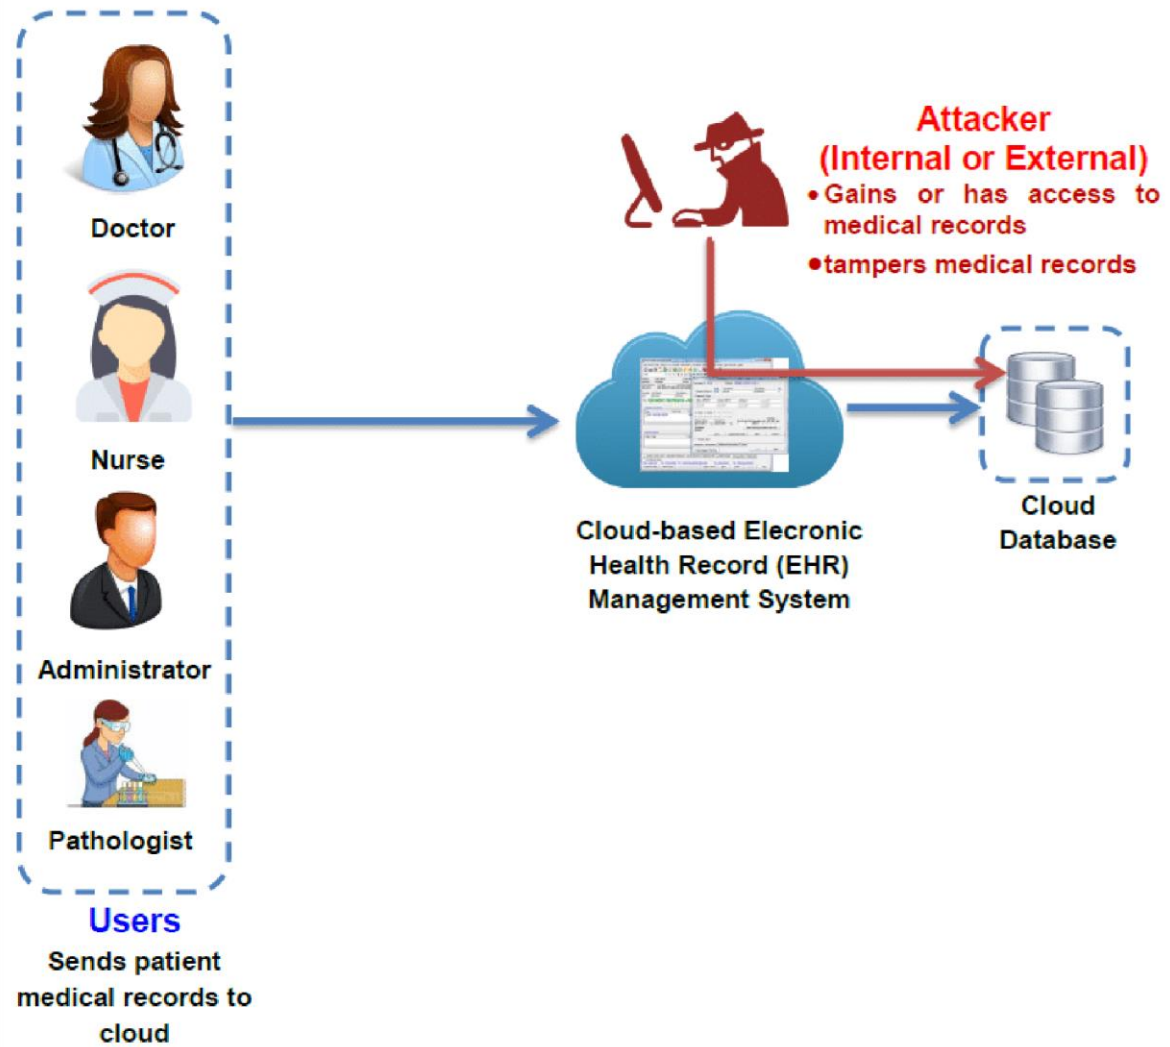 Doctor
Nurse
Administrator
Pathologist
Users
Sends patient
medical records to
cloud
Attacker
(Internal or External)
• Gains or has access to
medical records
• tampers medical records
Cloud-based Elecronic
Health Record (EHR)
Management System
Cloud
Database